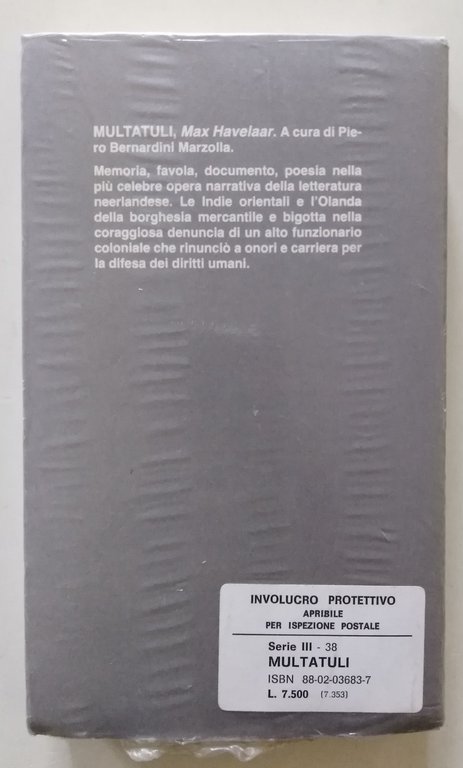 MULTATULI, Max Havelaar. A cura di Pie-
ro Bernardini Marzolla.
Memoria, favola, documento, poesia nella
più celebre opera narrativa della letteratura
neerlandese. Le Indie orientali e l'Olanda
della borghesia mercantile e bigotta nella
coraggiosa denuncia di un alto funzionario
coloniale che rinunciò a onori e carriera per
la difesa dei diritti umani.
INVOLUCRO PROTETTIVO
APRIBILE
PER ISPEZIONE POSTALE
Serie III - 38
MULTATULI
ISBN 88-02-03683-7
L. 7.500 (7.353)